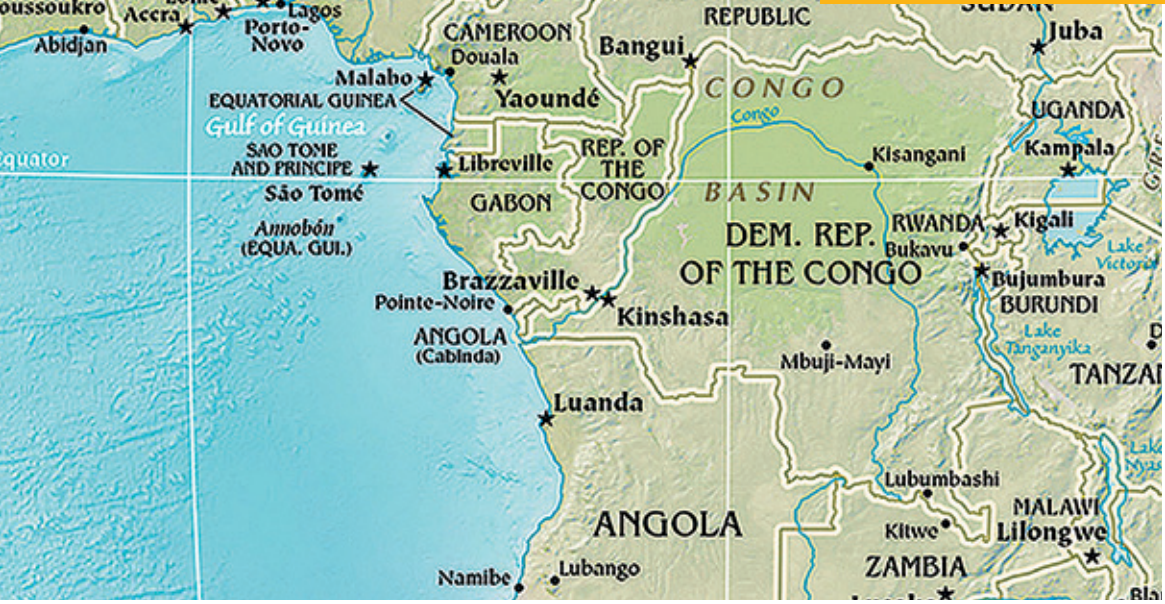 SUDAN
REPUBLIC
Accra
Lagos
Abidjan
Porto-
Novo
CAMEROON
Douala
Bangui
Juba
Malabo
Yaoundé
CONGO
EQUATORIAL GUINEA
Congo
UGANDA
Gulf of Guinea
SAO TOME
AND PRINCIPE
Libreville
REP. OF
THE
CONGO
Kisangani
Kampala
São Tomé
GABON
BASIN
Annobón
(EQUA. GUI.)
DEM. REP.
OF THE CONGO
RWANDA
Kigali
Bukavu
Lake
Victoria
Brazzaville
Bujumbura
BURUNDI
Pointe-Noire
Kinshasa
ANGOLA
(Cabinda)
Lake
Tanganyika
Mbuji-Mayi
Luanda
Lubumbashi
ANGOLA
MALAWI
Kitwe
Lilongwe
ZAMBIA
Namibe
Lubango